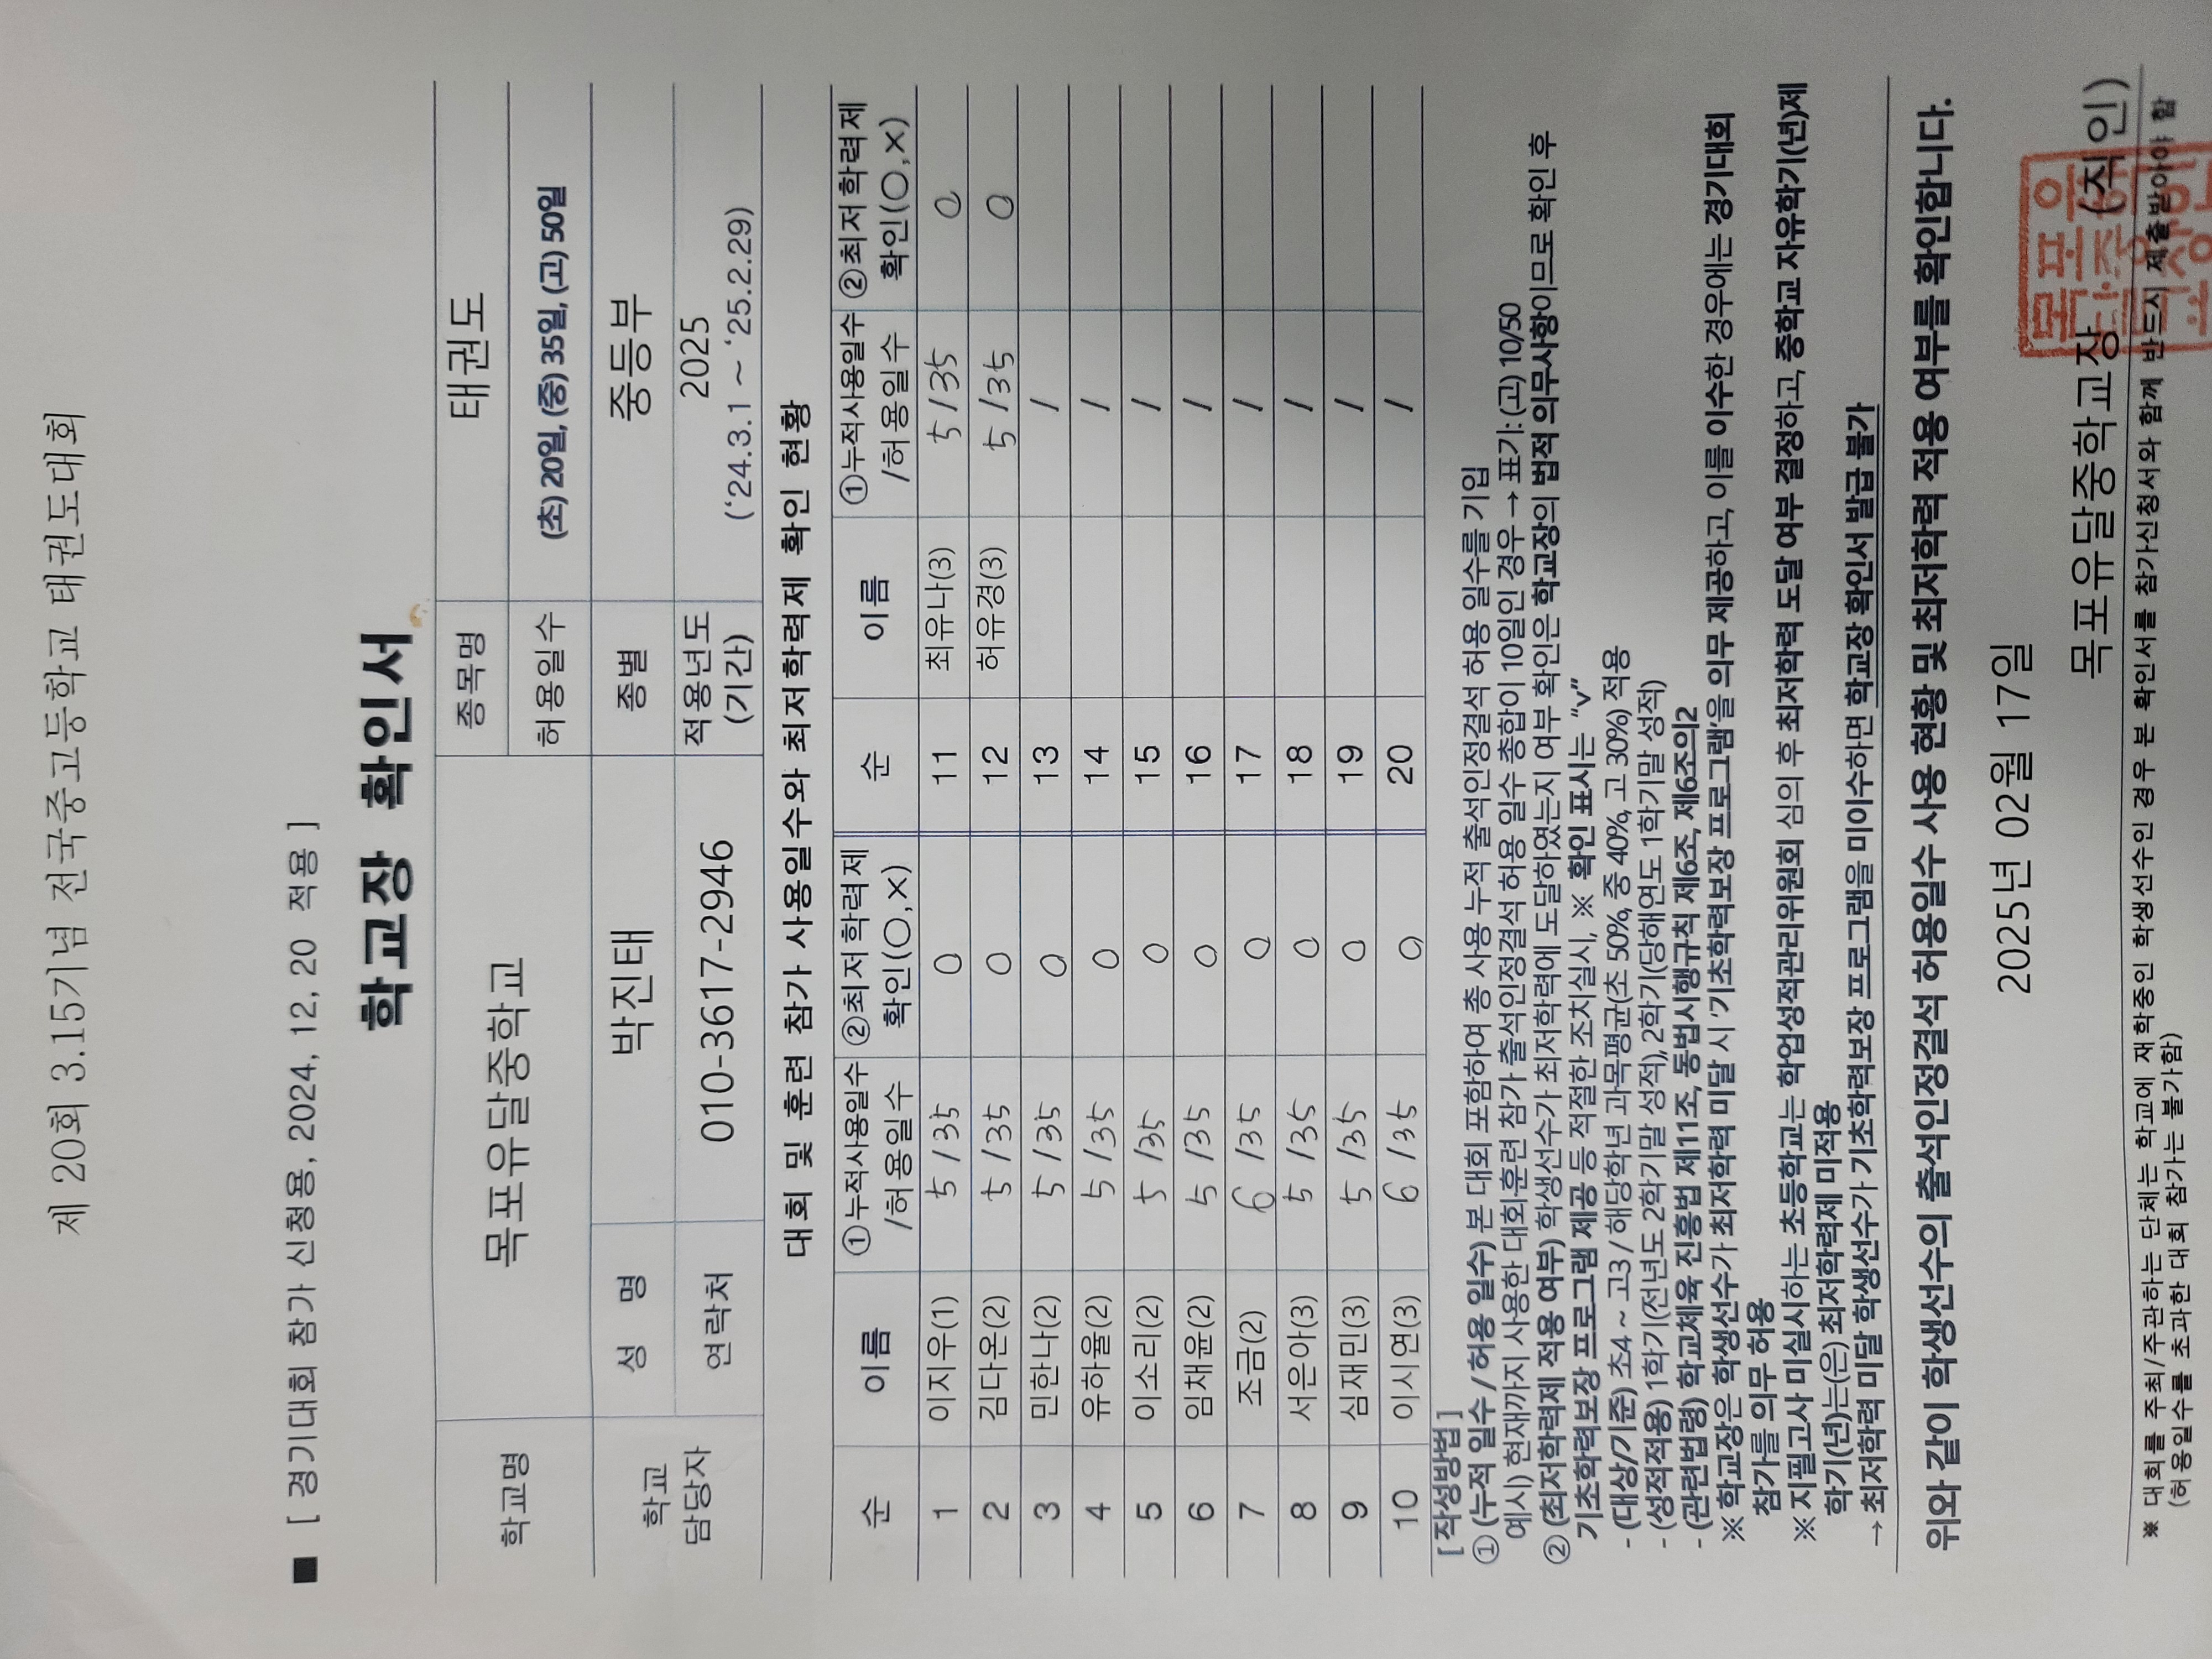 제 20회 3.15기념 전국중고등학교 태권도대회
■ [ 경기대회 참가 신청용, 2024, 12, 20 적용 ]
학교장 확인서
학교명 목포유달중학교 종목명 태권도
허용일수 (초) 20일, (중) 35일, (고) 50일
학교 담당자 성 명 박진태 종별 중등부
연락처 010-3617-2946 적용년도 (기간) 2025 (‘24.3.1 ~ ‘25.2.29)
대회 및 훈련 참가 사용일수와 최저학력제 확인 현황
순 이름 ①누적사용일수 /허용일수 ②최저학력제 확인(○,×) 순 이름 ①누적사용일수 /허용일수 ②최저학력제 확인(○,×)
1 이지우(1) 5 / 35 O 11 최유나(3) 5 / 35 O
2 김다온(2) 5 / 35 O 12 허유경(3) 5 / 35 O
3 민한나(2) 5 / 35 O 13 /
4 유하율(2) 5 / 35 O 14 /
5 이소리(2) 5 / 35 O 15 /
6 임채윤(2) 5 / 35 O 16 /
7 조금(2) 6 / 35 O 17 /
8 서은아(3) 5 / 35 O 18 /
9 심재민(3) 5 / 35 O 19 /
10 이시연(3) 6 / 35 O 20 /
[ 작성방법 ]
① (누적 일수 / 허용 일수) 본 대회 포함하여 총 사용 누적 출석인정결석 허용 일수를 기입
예시) 현재까지 사용한 대회훈련 참가 출석인정결석 허용 일수 총합이 10일인 경우 → 표기: (고) 10/50
② (최저학력제 적용 여부) 학생선수가 최저학력에 도달하였는지 여부 확인은 학교장의 법적 의무사항이므로 확인 후
기초학력보장 프로그램 제공 등 적절한 조치실시, ※ 확인 표시는 “v”
- (대상/기준) 초4 ~ 고3 / 해당학년 과목평균(초 50%, 중 40%, 고 30%) 적용
- (성적적용) 1학기(전년도 2학기말 성적), 2학기(당해연도 1학기말 성적)
- (관련법령) 학교체육 진흥법 제11조, 동법시행규칙 제6조, 제6조의2
※ 학교장은 학생선수가 최저학력 미달 시 ‘기초학력보장 프로그램’을 의무 제공하고, 이를 이수한 경우에는 경기대회
참가를 의무 허용
※ 지필고사 미실시하는 초등학교는 학업성적관리위원회 심의 후 최저학력 도달 여부 결정하고, 중학교 자유학기(년)제
학기(년)는(은) 최저학력제 미적용
→ 최저학력 미달 학생선수가 기초학력보장 프로그램을 미이수하면 학교장 확인서 발급 불가
위와 같이 학생선수의 출석인정결석 허용일수 사용 현황 및 최저학력 적용 여부를 확인합니다.
2025년 02월 17일
목포유달중학교장 (직인)
※ 대회를 주최/주관하는 단체는 학교에 재학중인 학생선수인 경우 본 확인서를 참가신청서와 함께 반드시 제출받아야 함
(허용일수를 초과한 대회 참가는 불가함)